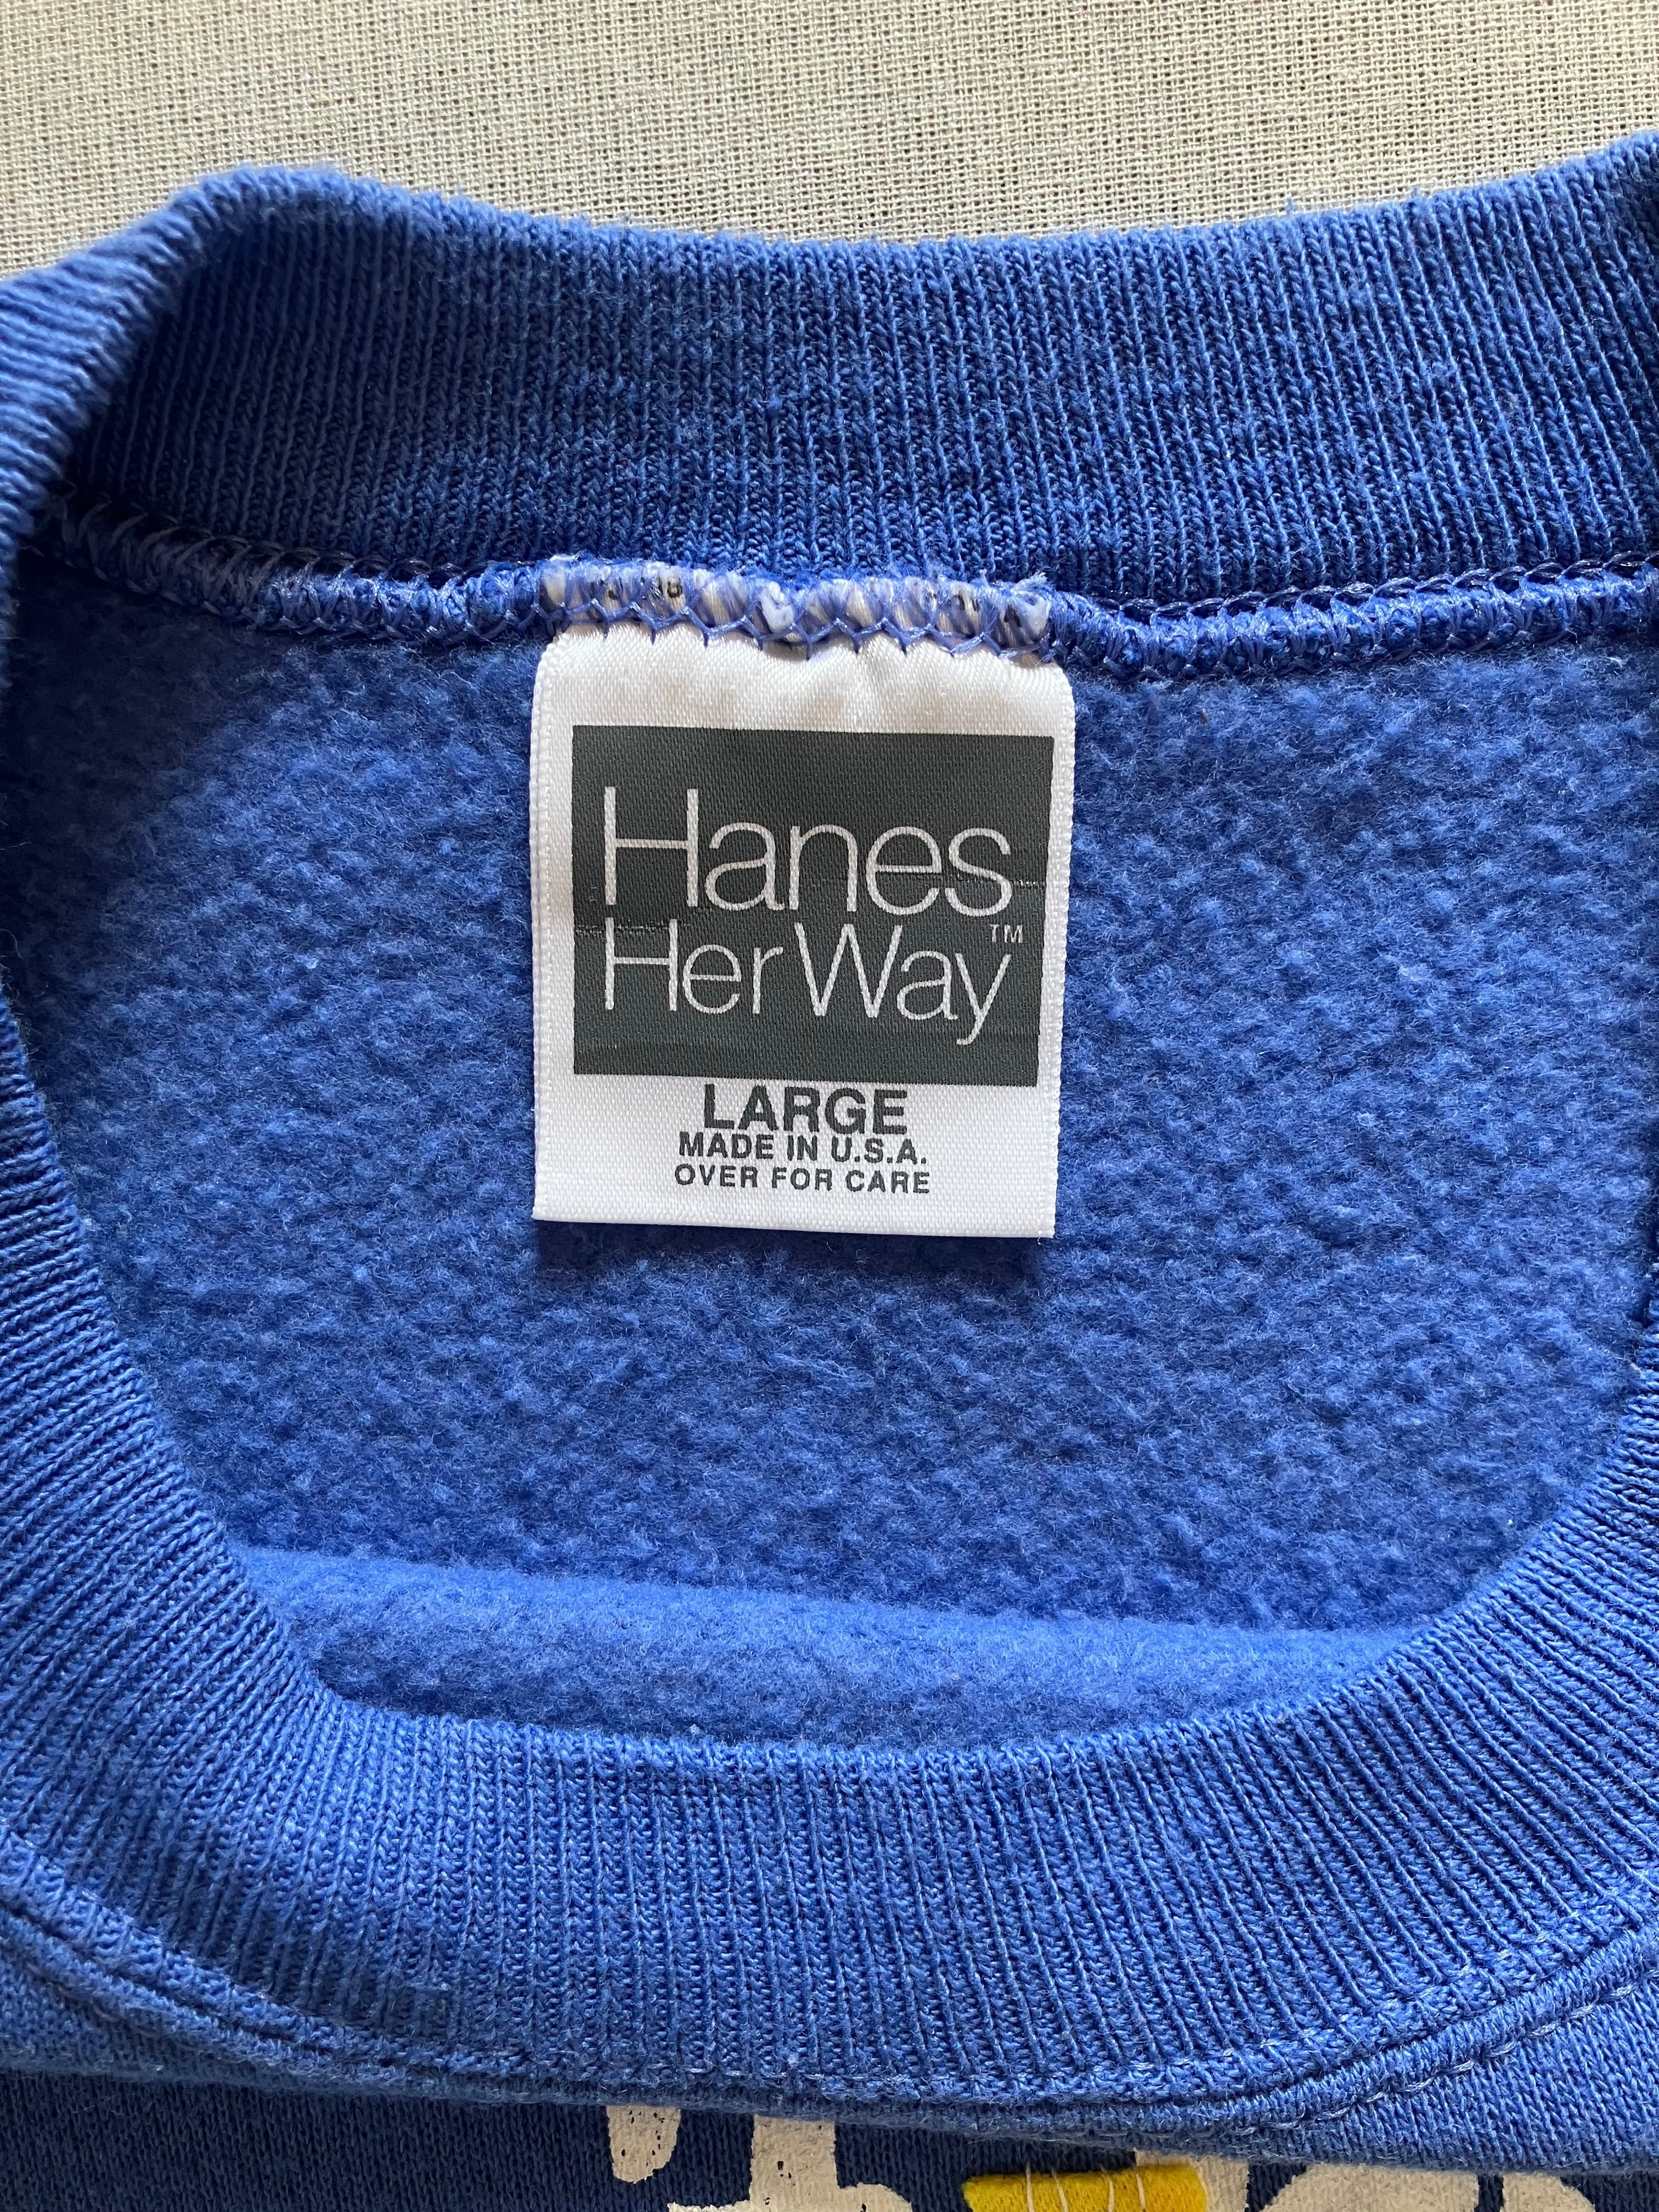 Hanes
Her Way™
LARGE
MADE IN U.S.A.
OVER FOR CARE